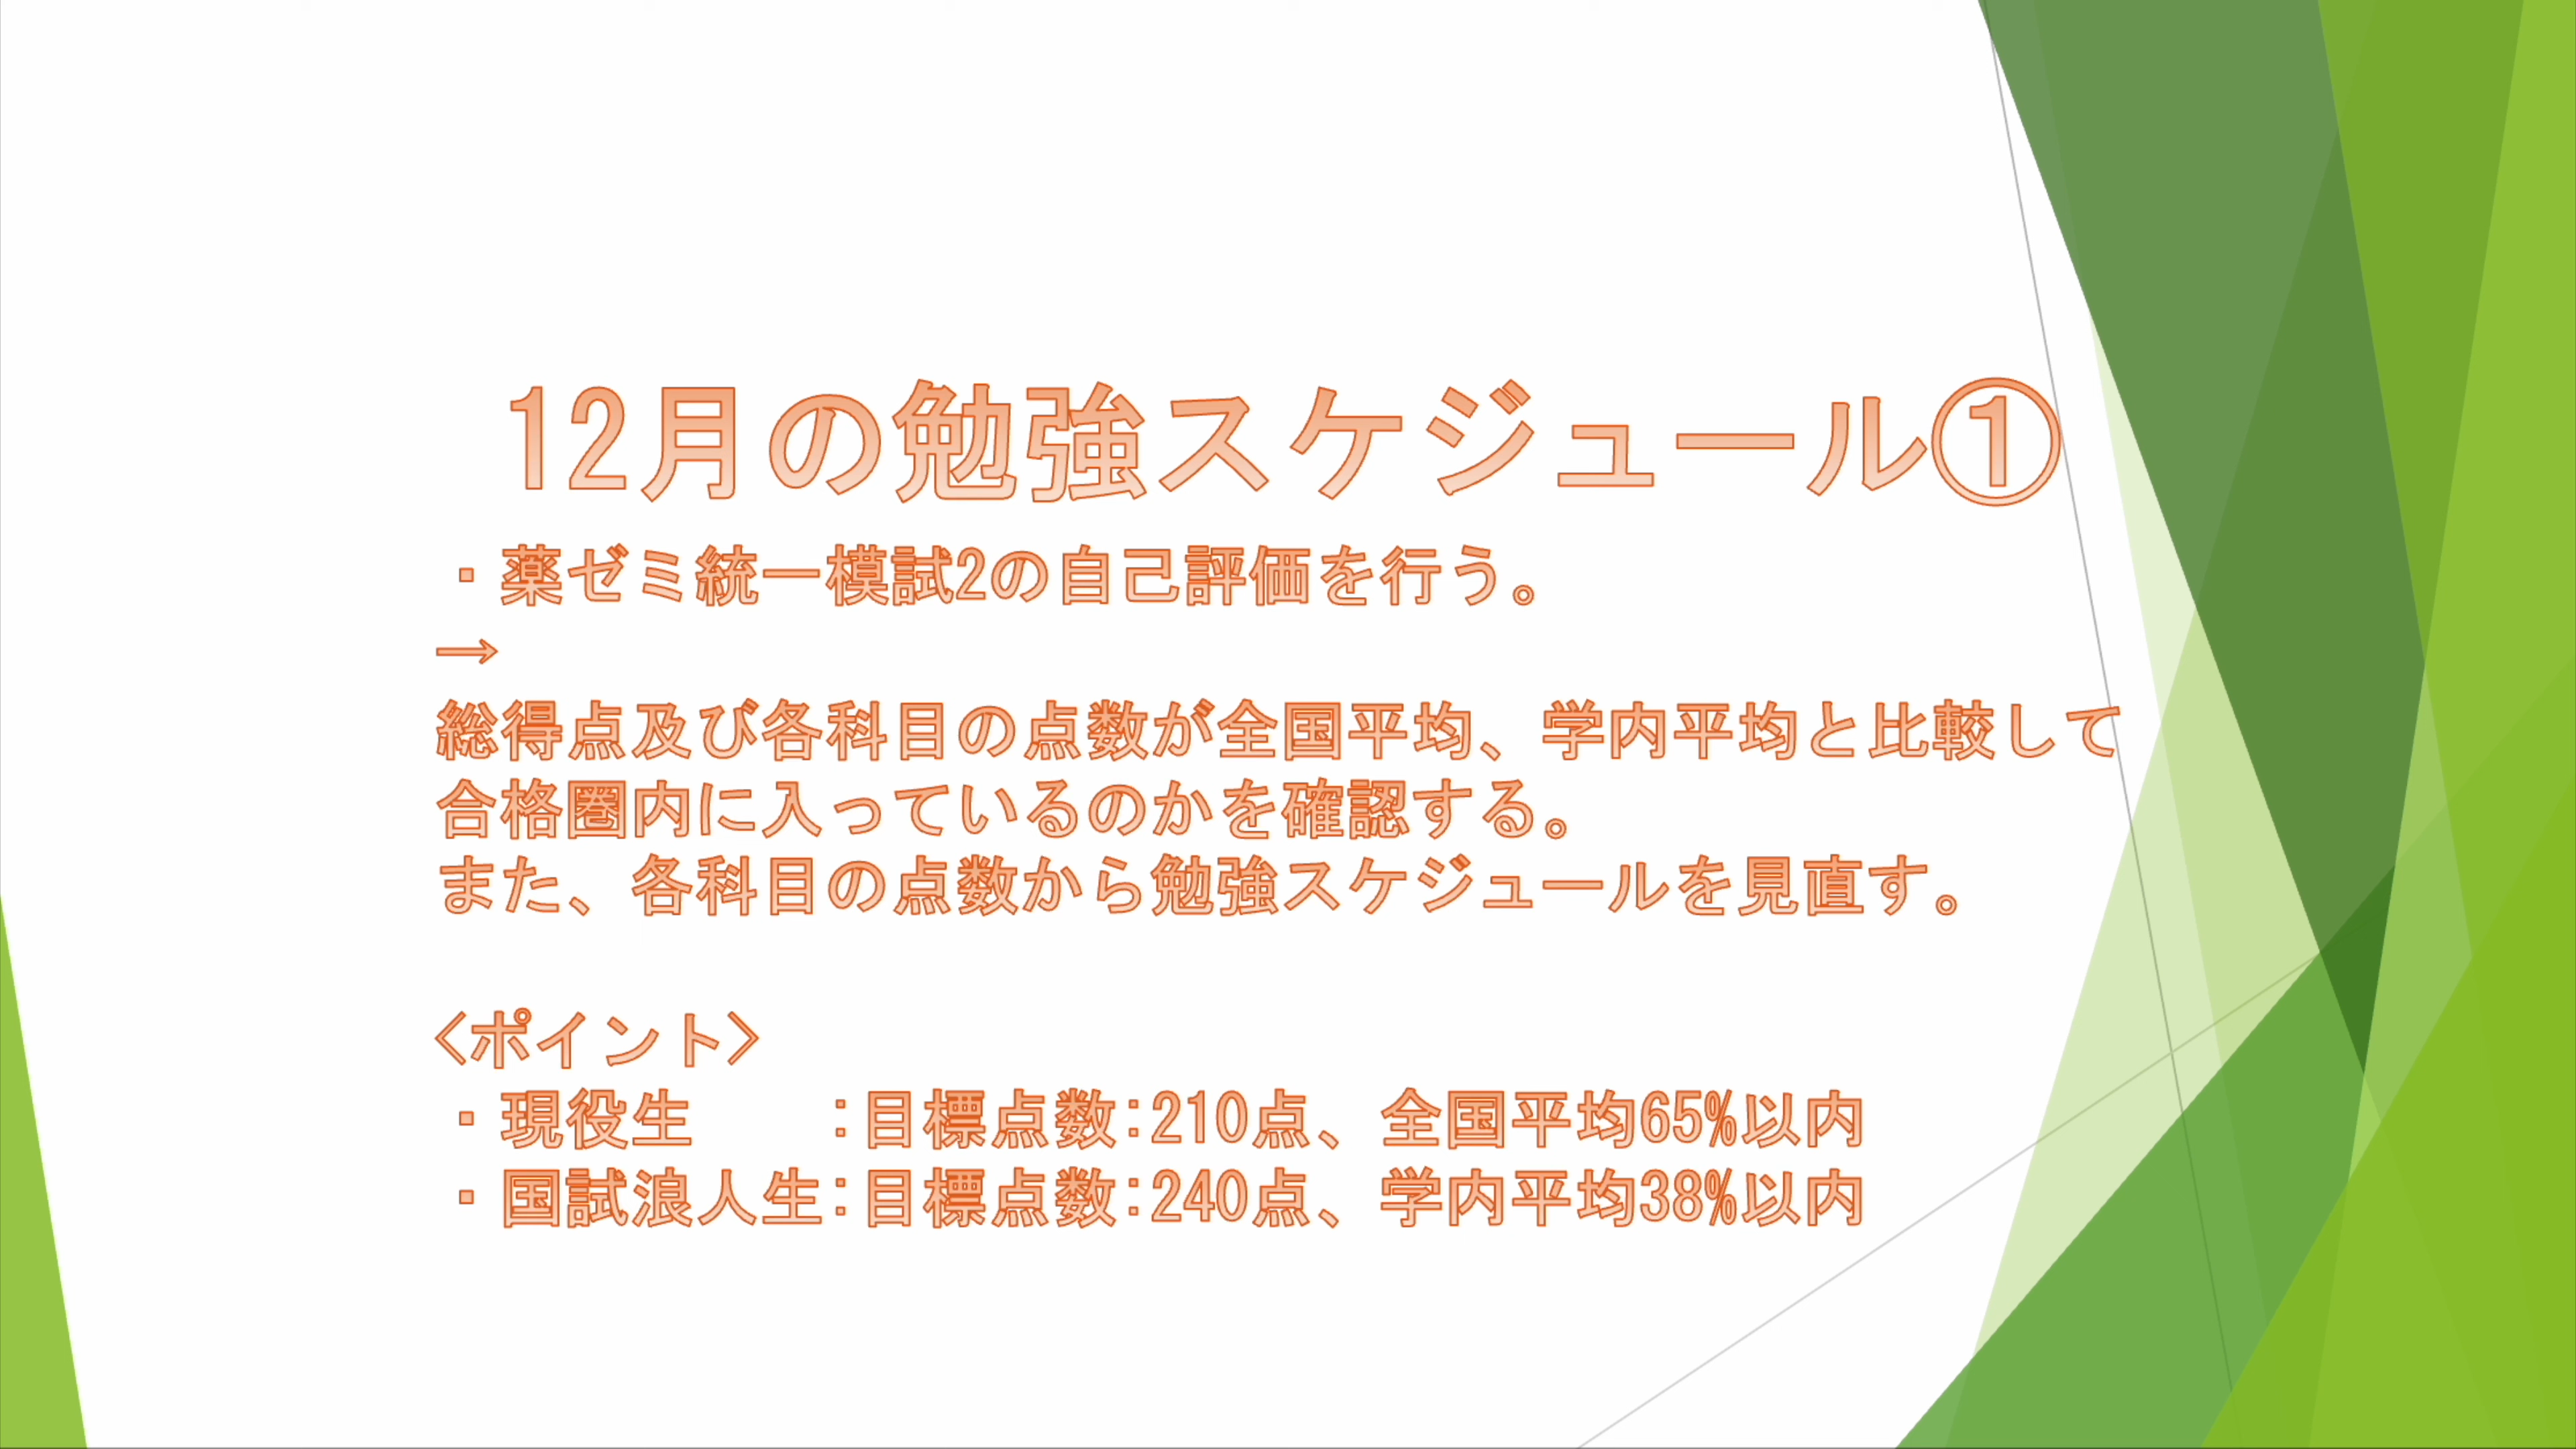 12月の勉強スケジュール①
・薬ゼミ統一模試2の自己評価を行う。
→
総得点及び各科目の点数が全国平均、学内平均と比較して
合格圏内に入っているのかを確認する。
また、各科目の点数から勉強スケジュールを見直す。
<ポイント>
・現役生　　:目標点数:210点、全国平均65%以内
・国試浪人生:目標点数:240点、学内平均38%以内